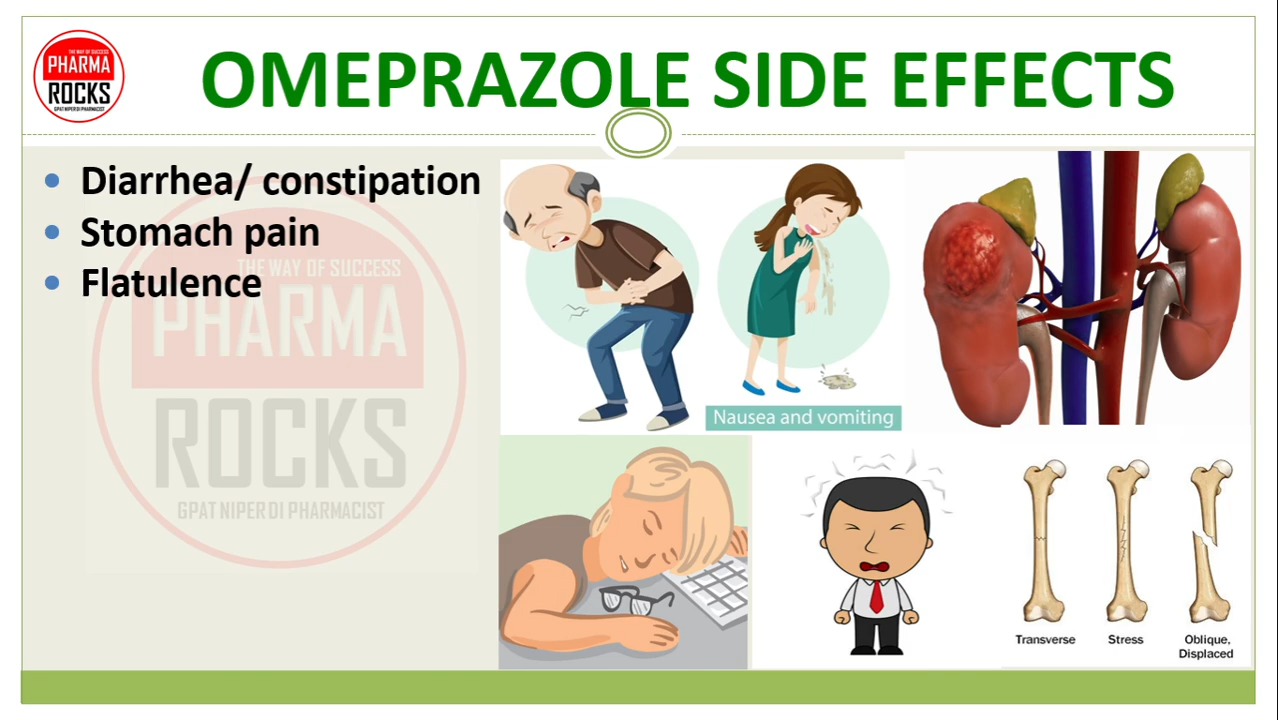 THE WAY OF SUCCESS
PHARMA
ROCKS
GPAT NIPER DI PHARMACIST
OMEPRAZOLE SIDE EFFECTS
• Diarrhea/ constipation
• Stomach pain
• Flatulence
THE WAY OF SUCCESS
PHARMA
ROCKS
GPAT NIPER DI PHARMACIST
Nausea and vomiting
Transverse
Stress
Oblique,
Displaced